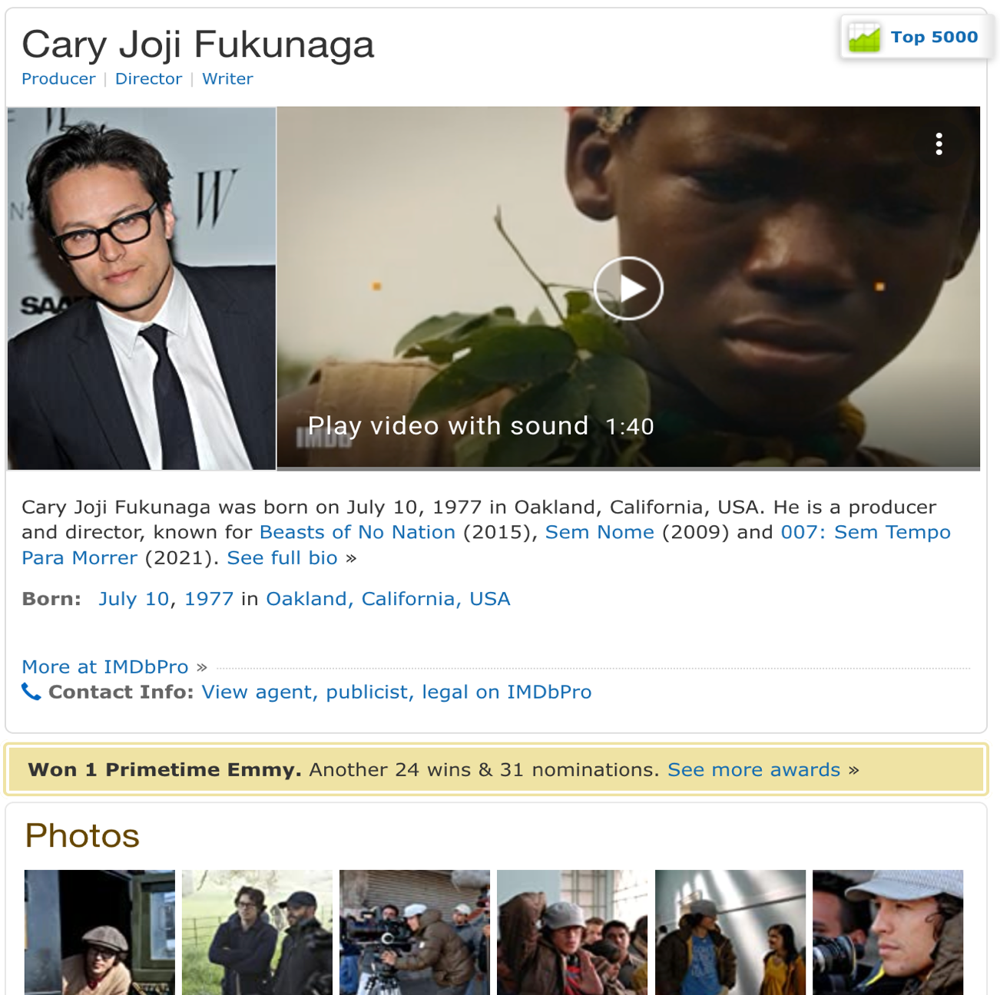 Cary Joji Fukunaga
Top 5000
Producer | Director | Writer
W
W
SAA
Play video with sound 1:40
IMDb
Cary Joji Fukunaga was born on July 10, 1977 in Oakland, California, USA. He is a producer
and director, known for Beasts of No Nation (2015), Sem Nome (2009) and 007: Sem Tempo
Para Morrer (2021). See full bio »
Born: July 10, 1977 in Oakland, California, USA
More at IMDbPro »
Contact Info: View agent, publicist, legal on IMDbPro
Won 1 Primetime Emmy. Another 24 wins & 31 nominations. See more awards »
Photos